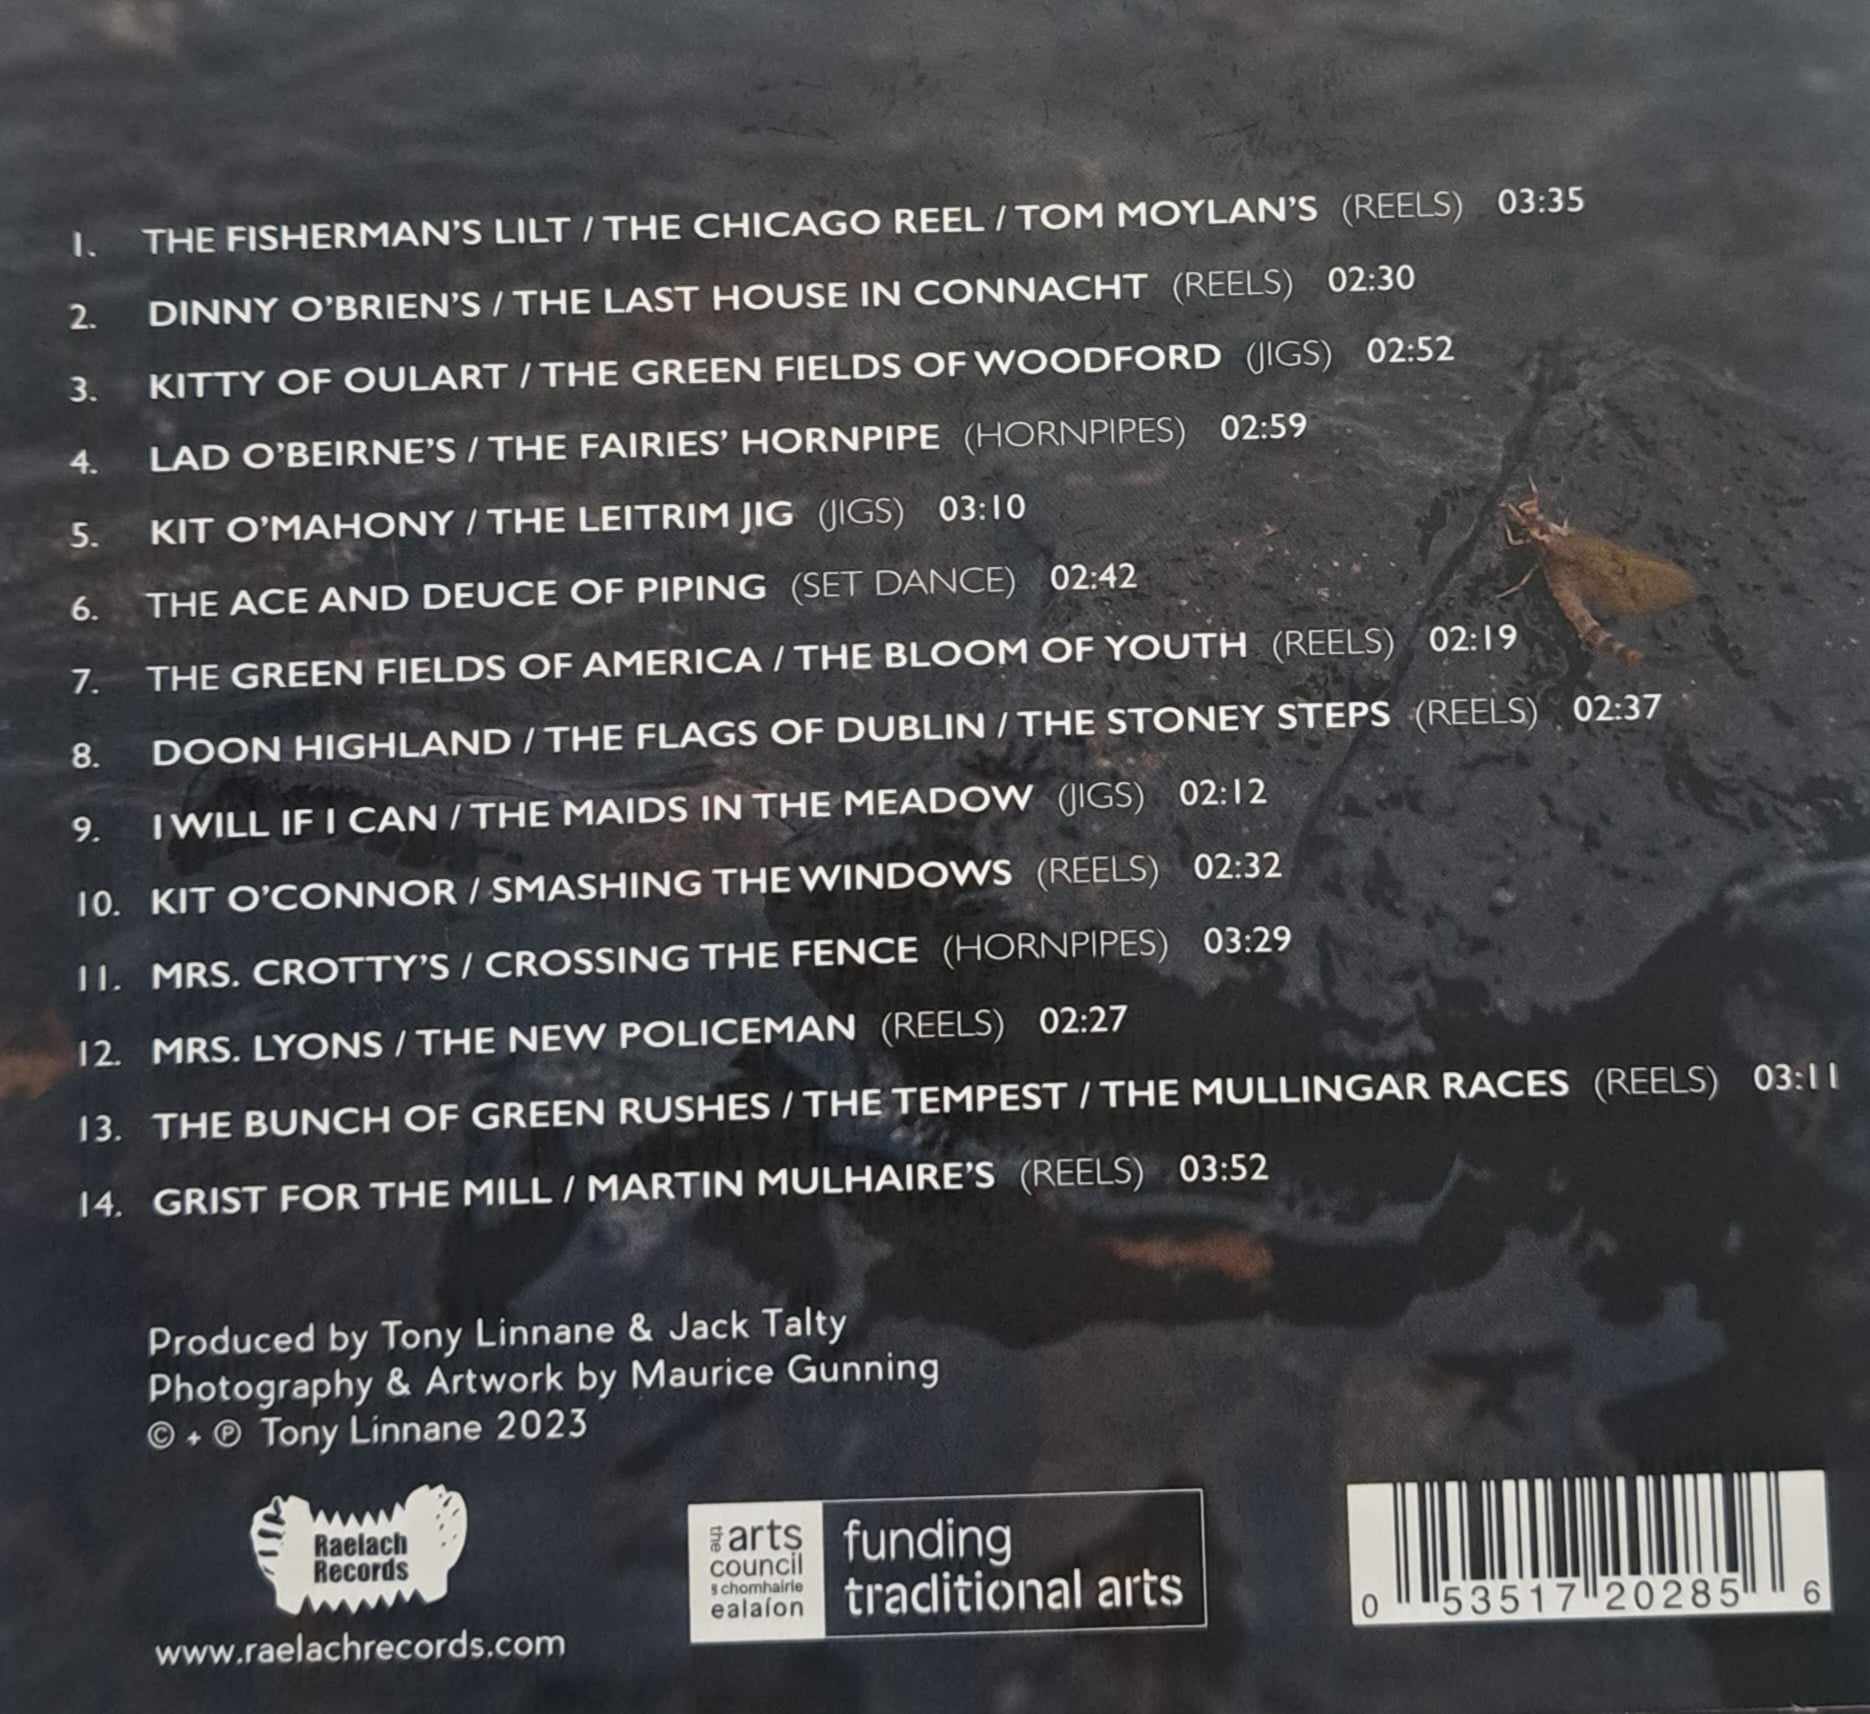 1. THE FISHERMAN'S LILT / THE CHICAGO REEL / TOM MOYLAN'S (REELS) 03:35
2. DINNY O'BRIEN'S / THE LAST HOUSE IN CONNACHT (REELS) 02:30
3. KITTY OF OULART / THE GREEN FIELDS OF WOODFORD (JIGS) 02:52
4. LAD O'BEIRNE'S / THE FAIRIES' HORNPIPE (HORNPIPES) 02:59
5. KIT O'MAHONY / THE LEITRIM JIG (JIGS) 03:10
6. THE ACE AND DEUCE OF PIPING (SET DANCE) 02:42
7. THE GREEN FIELDS OF AMERICA / THE BLOOM OF YOUTH (REELS) 02:19
8. DOON HIGHLAND / THE FLAGS OF DUBLIN / THE STONEY STEPS (REELS) 02:37
9. I WILL IF I CAN / THE MAIDS IN THE MEADOW (JIGS) 02:12
10. KIT O'CONNOR / SMASHING THE WINDOWS (REELS) 02:32
11. MRS. CROTTY'S / CROSSING THE FENCE (HORNPIPES) 03:29
12. MRS. LYONS / THE NEW POLICEMAN (REELS) 02:27
13. THE BUNCH OF GREEN RUSHES / THE TEMPEST / THE MULLINGAR RACES (REELS) 03:11
14. GRIST FOR THE MILL / MARTIN MULHAIRE'S (REELS) 03:52
Produced by Tony Linnane & Jack Talty
Photography & Artwork by Maurice Gunning
© + ℗ Tony Linnane 2023
Raelach
Records
www.raelachrecords.com
the arts
council
chomhairle
ealaíon
funding
traditional arts
0 53517 20285 6